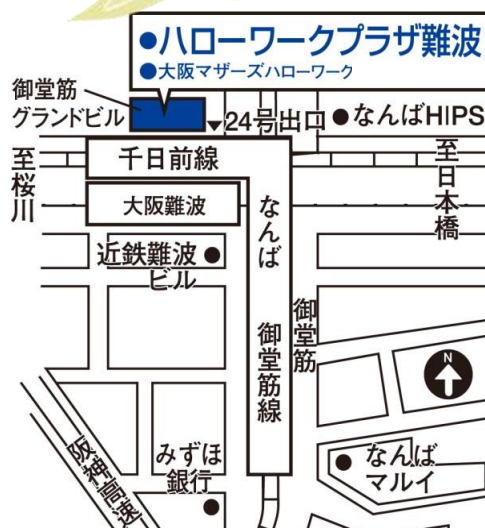 ●ハローワークプラザ難波
●大阪マザーズハローワーク
御堂筋
グランドビル
▼24号出口
●なんばHIPS
至桜川
千日前線
至日本橋
大阪難波
なんば
近鉄難波●
ビル
御堂筋
御堂筋線
N
阪神高速
みずほ
銀行
●なんば
マルイ